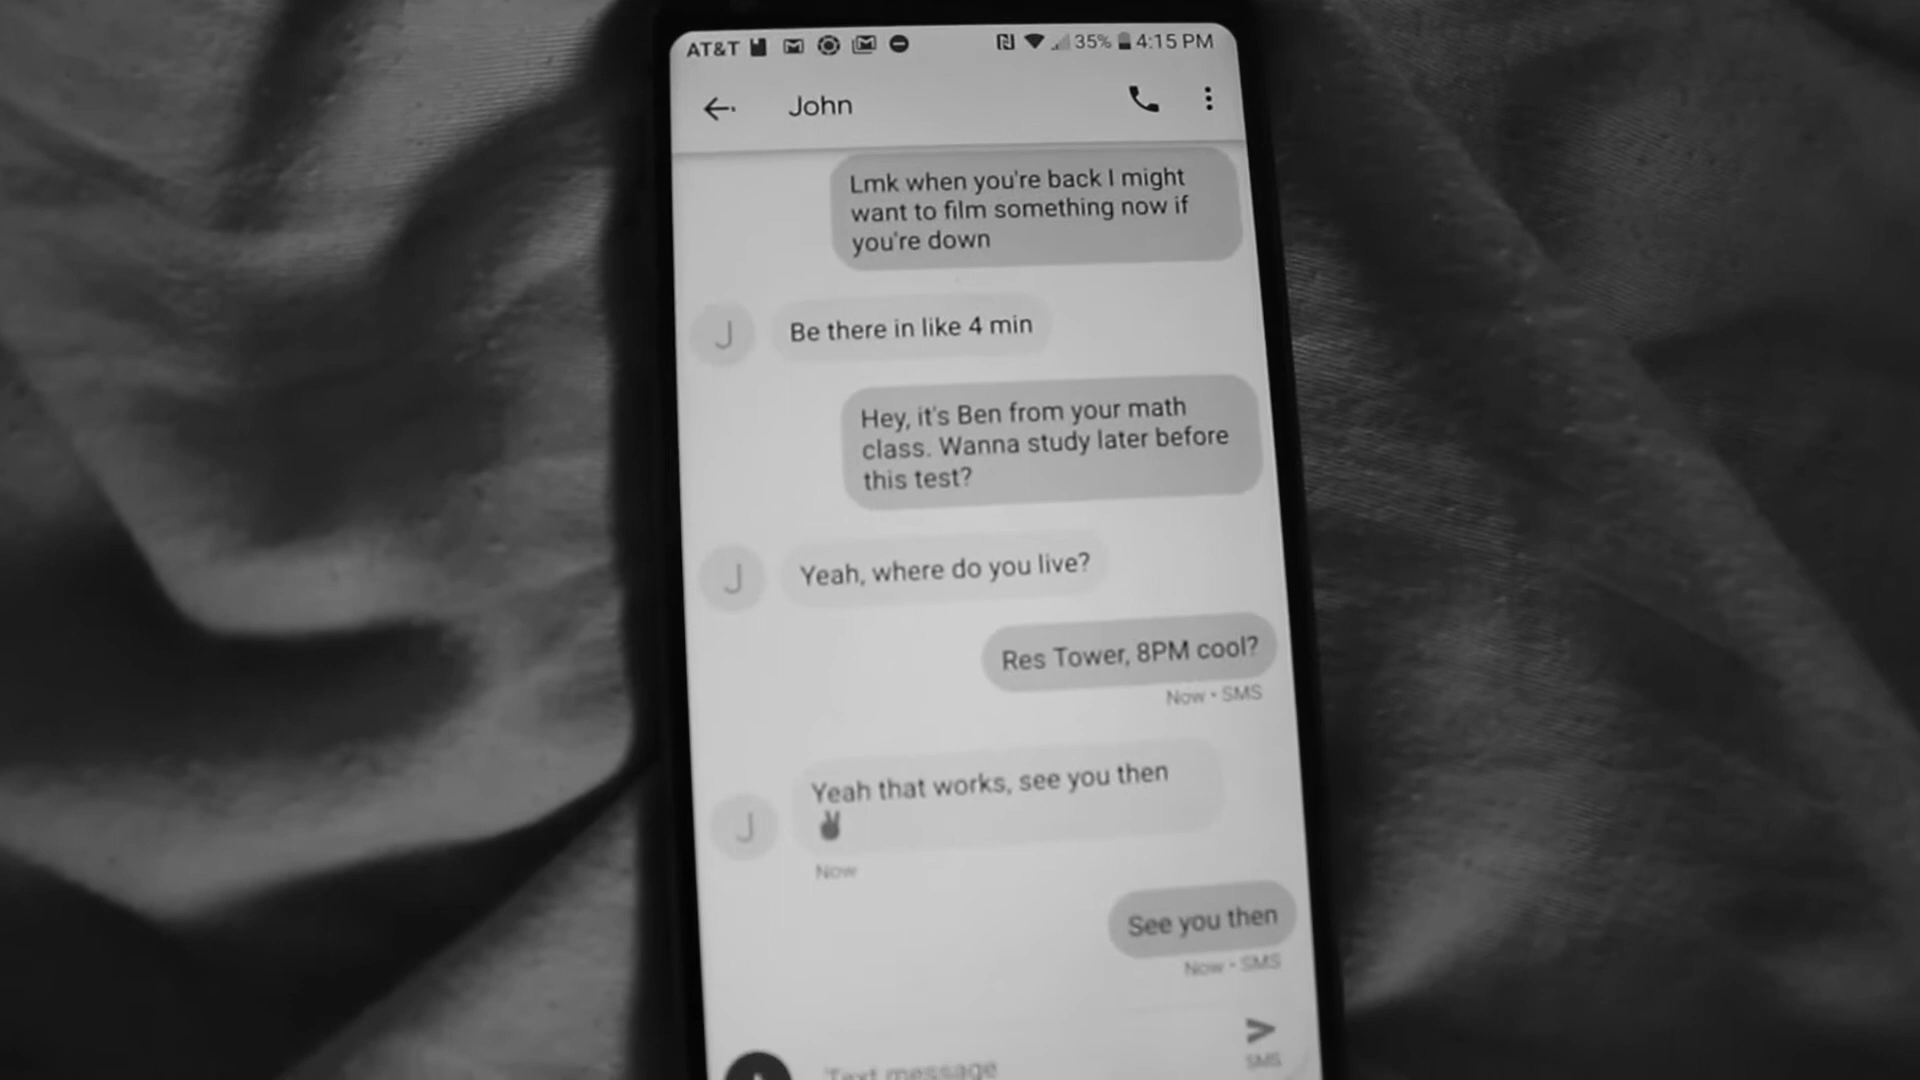 AT&T 35% 4:15 PM
John
Lmk when you're back I might
want to film something now if
you're down
J
Be there in like 4 min
Hey, it's Ben from your math
class. Wanna study later before
this test?
J
Yeah, where do you live?
Res Tower, 8PM cool?
Now • SMS
Yeah that works, see you then
✌
J
Now
See you then
Now • SMS
Text message
SMS